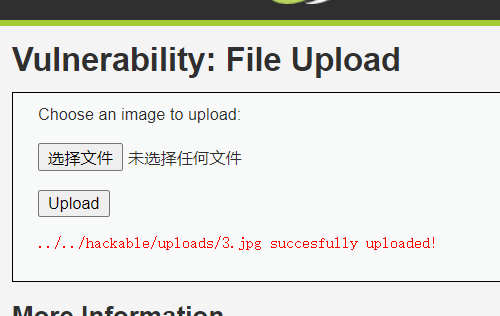 Vulnerability: File Upload
Choose an image to upload:
选择文件 未选择任何文件
Upload
../../hackable/uploads/3.jpg succesfully uploaded!
More Information